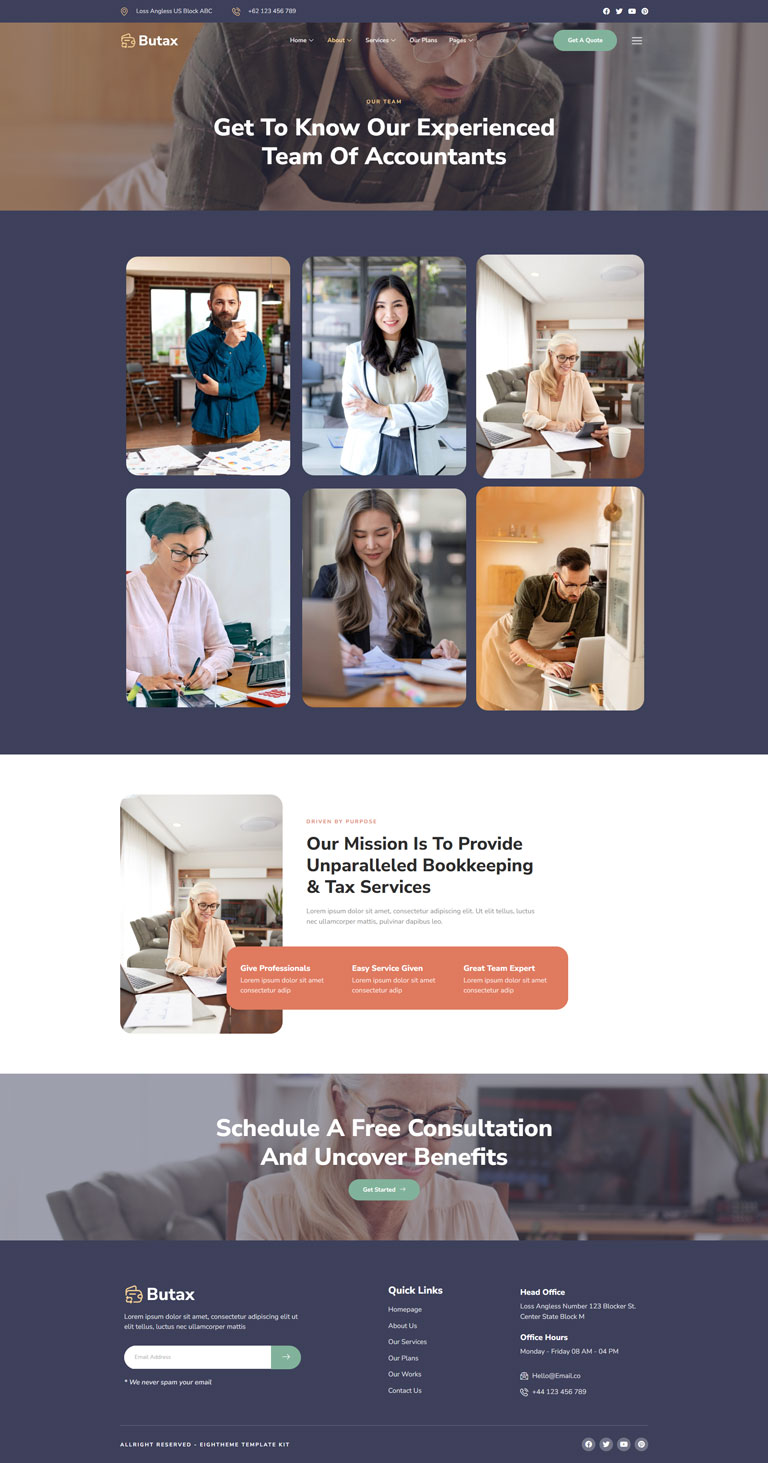 Loss Angless US Block ABC
+62 123 456 789
Butax
Home
About
Services
Our Plans
Pages
Get A Quote
OUR TEAM
Get To Know Our Experienced
Team Of Accountants
DRIVEN BY PURPOSE
Our Mission Is To Provide
Unparalleled Bookkeeping
& Tax Services
Lorem ipsum dolor sit amet, consectetur adipiscing elit. Ut elit tellus, luctus
nec ullamcorper mattis, pulvinar dapibus leo.
Give Professionals
Lorem ipsum dolor sit amet
consectetur adip
Easy Service Given
Lorem ipsum dolor sit amet
consectetur adip
Great Team Expert
Lorem ipsum dolor sit amet
consectetur adip
Schedule A Free Consultation
And Uncover Benefits
Get Started
Butax
Lorem ipsum dolor sit amet, consectetur adipiscing elit ut
elit tellus, luctus nec ullamcorper mattis
Email Address
* We never spam your email
Quick Links
Homepage
About Us
Our Services
Our Plans
Our Works
Contact Us
Head Office
Loss Angless Number 123 Blocker St.
Center State Block M
Office Hours
Monday - Friday 08 AM - 04 PM
Hello@Email.co
+44 123 456 789
ALLRIGHT RESERVED - EIGHTHEME TEMPLATE KIT